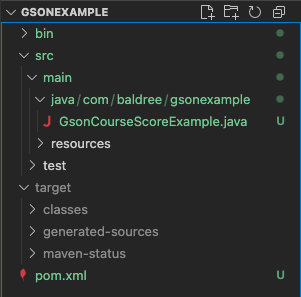 GSONEXAMPLE
bin
src
main
java/com/baldree/gsonexample
GsonCourseScoreExample.java U
resources
test
target
classes
generated-sources
maven-status
pom.xml U